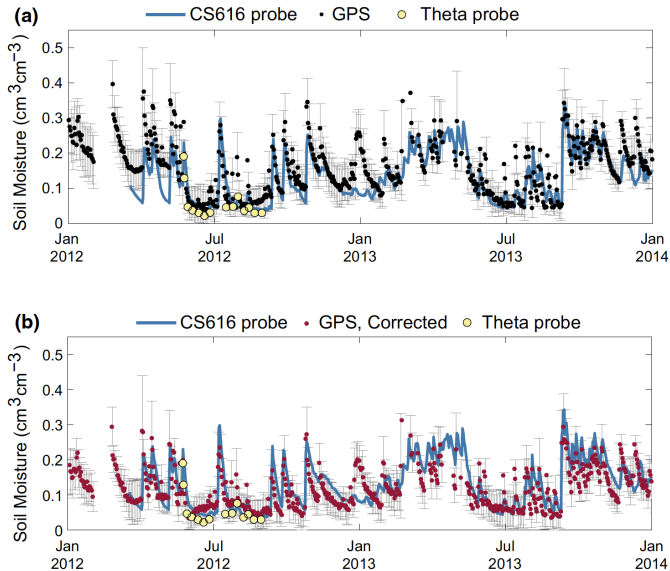 (a) CS616 probe GPS Theta probe
Soil Moisture (cm³cm⁻³)
0.5
0.4
0.3
0.2
0.1
0
Jan Jul Jan Jul Jan
2012 2012 2013 2013 2014
(b) CS616 probe GPS, Corrected Theta probe
Soil Moisture (cm³cm⁻³)
0.5
0.4
0.3
0.2
0.1
0
Jan Jul Jan Jul Jan
2012 2012 2013 2013 2014